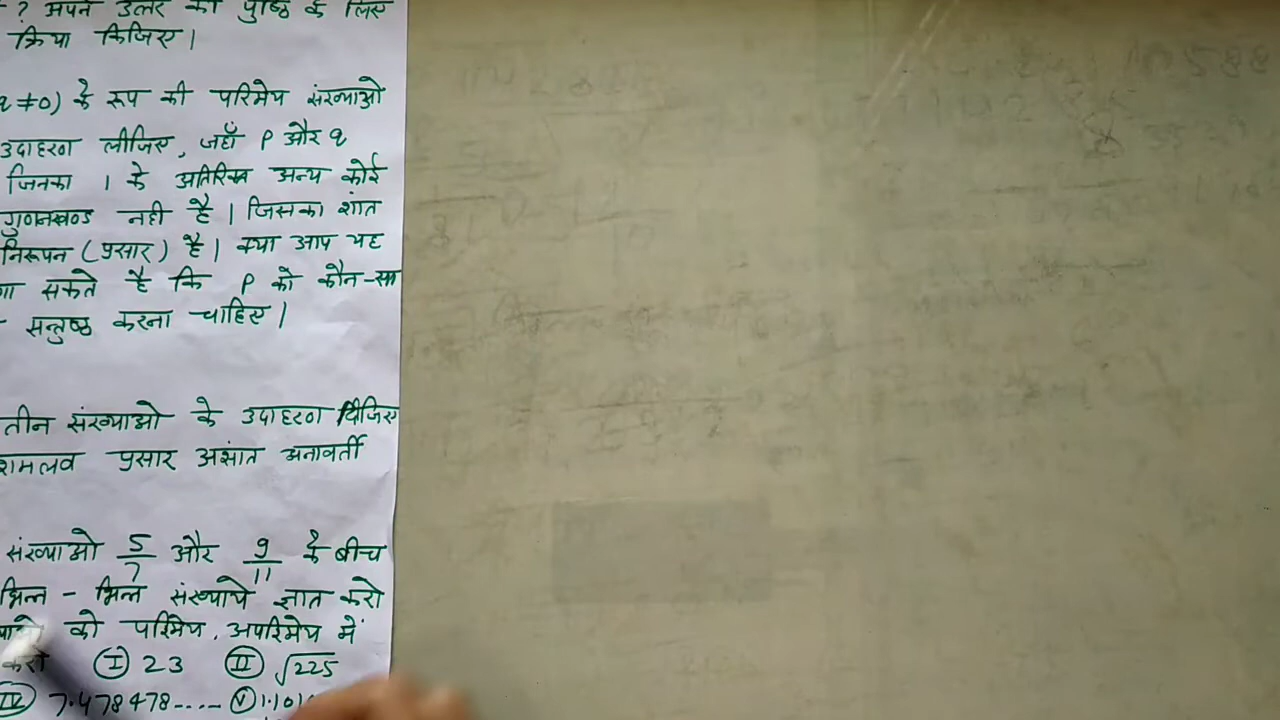 ? अपने उत्तर की पुष्ठि के लिए
क्रिया किजिए।
q ≠ 0) के रूप की परिमेय संख्याओ
उदाहरण लीजिए, जहाँ p और q
जिनका 1 के अतिरिक्त अन्य कोई
गुणनखण्ड नही है। जिसका शांत
निरूपन (प्रसार) है। क्या आप यह
सकते है कि p को कौन-सा
सन्तुष्ठ करना चाहिए।
तीन संख्याओ के उदाहरण दिजिए
प्रसार अशांत अनावर्ती
संख्याओ 5/7 और 9/11 के बीच
भिन्न - भिन्न संख्याये ज्ञात करो
को परिमेय, अपरिमेय में
करो (I) 23 (II) √225
(IV) 7.478478.... (V) 1.101